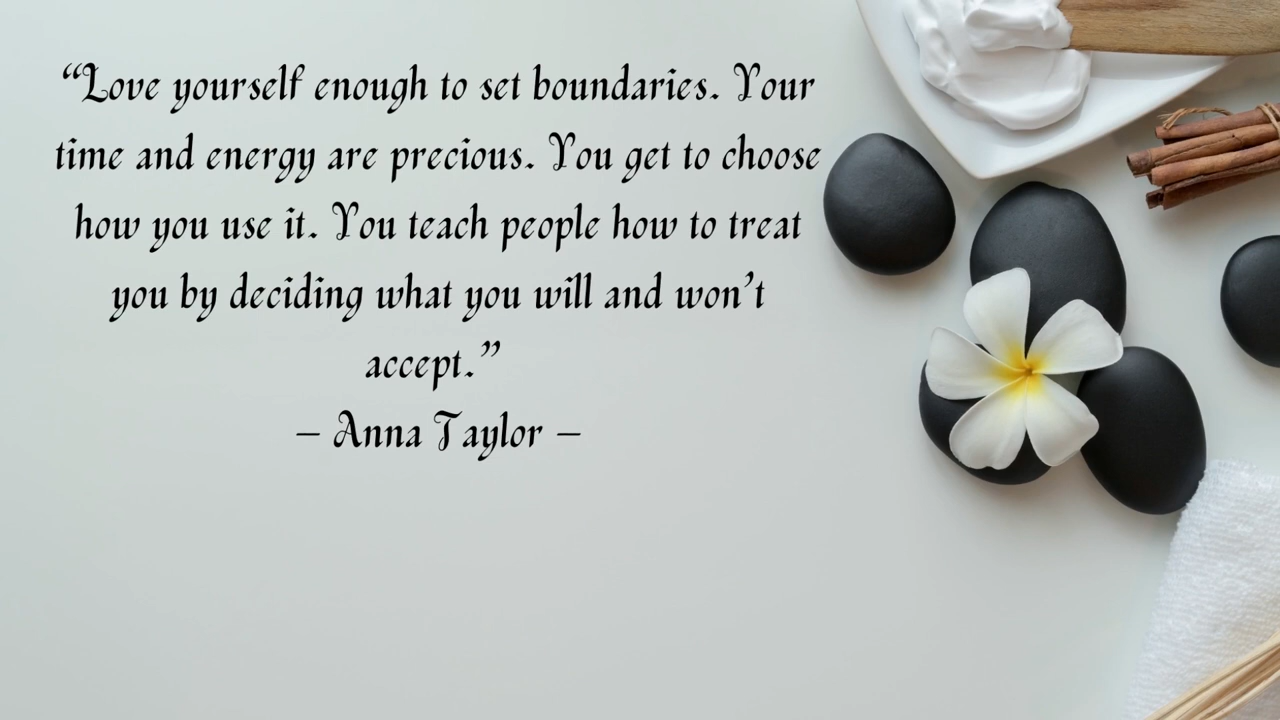 “Love yourself enough to set boundaries. Your
time and energy are precious. You get to choose
how you use it. You teach people how to treat
you by deciding what you will and won’t
accept.”
– Anna Taylor –